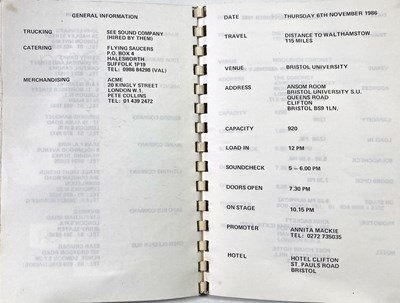 GENERAL INFORMATION
TRUCKING SEE SOUND COMPANY
(HIRED BY THEM)
CATERING FLYING SAUCERS
P.O. BOX 4
HALESWORTH
SUFFOLK 1P19
TEL: 0986 84298 (VAL)
MERCHANDISING ACME
20 KINGLY STREET
LONDON W.1.
PETE COLLINS
TEL: 01 439 2472
DATE THURSDAY 6TH NOVEMBER 1986
TRAVEL DISTANCE TO WALTHAMSTOW
115 MILES
VENUE BRISTOL UNIVERSITY
ADDRESS ANSOM ROOM
BRISTOL UNIVERSITY S.U.
QUEENS ROAD
CLIFTON
BRISTOL BS9 1LN.
CAPACITY 920
LOAD IN 12 PM
SOUNDCHECK 5 – 6.00 PM
DOORS OPEN 7.30 PM
ON STAGE 10.15 PM
PROMOTER ANNITA MACKIE
TEL: 0272 735035
HOTEL HOTEL CLIFTON
ST. PAULS ROAD
BRISTOL